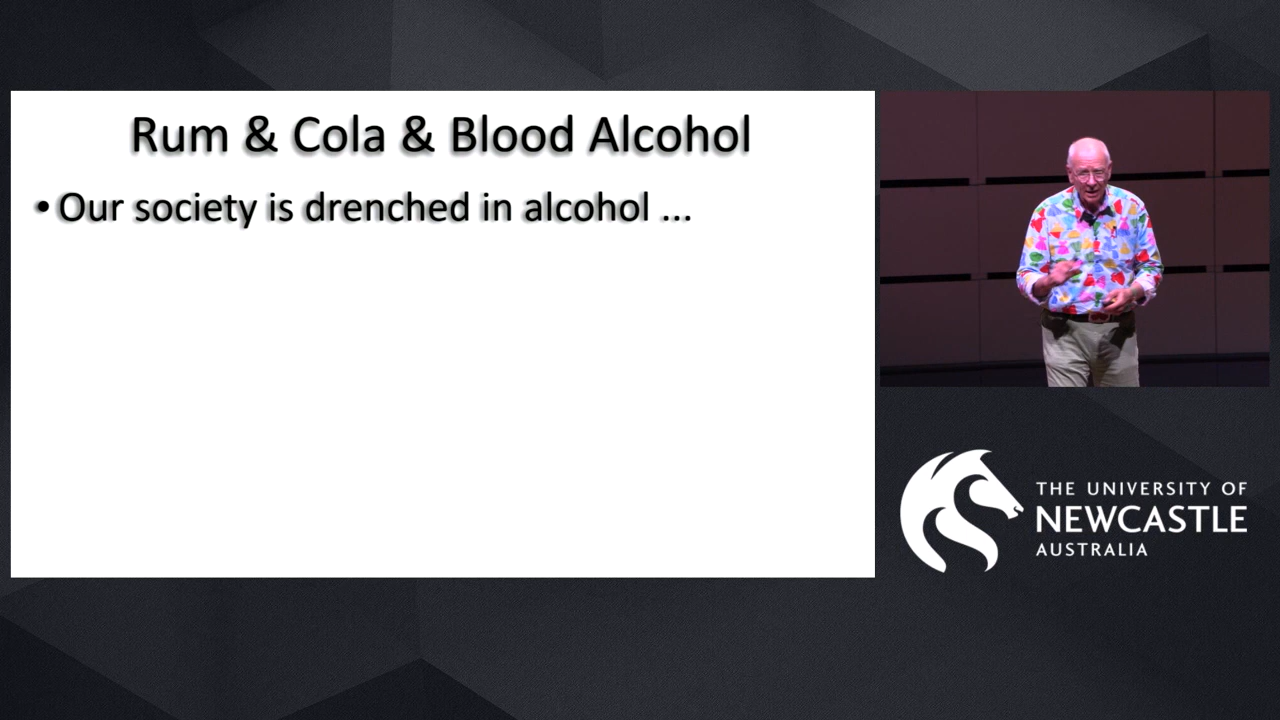 Rum & Cola & Blood Alcohol
• Our society is drenched in alcohol ...
THE UNIVERSITY OF
NEWCASTLE
AUSTRALIA